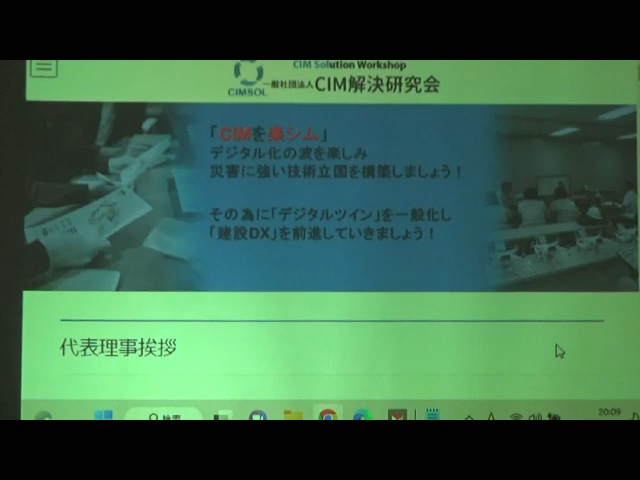 CIM Solution Workshop
CIMSOL
一般社団法人CIM解決研究会
「CIMを楽シム」
デジタル化の波を楽しみ
災害に強い技術立国を構築しましょう！
その為に「デジタルツイン」を一般化し
「建設DX」を前進していきましょう！
代表理事挨拶
検索
20:09